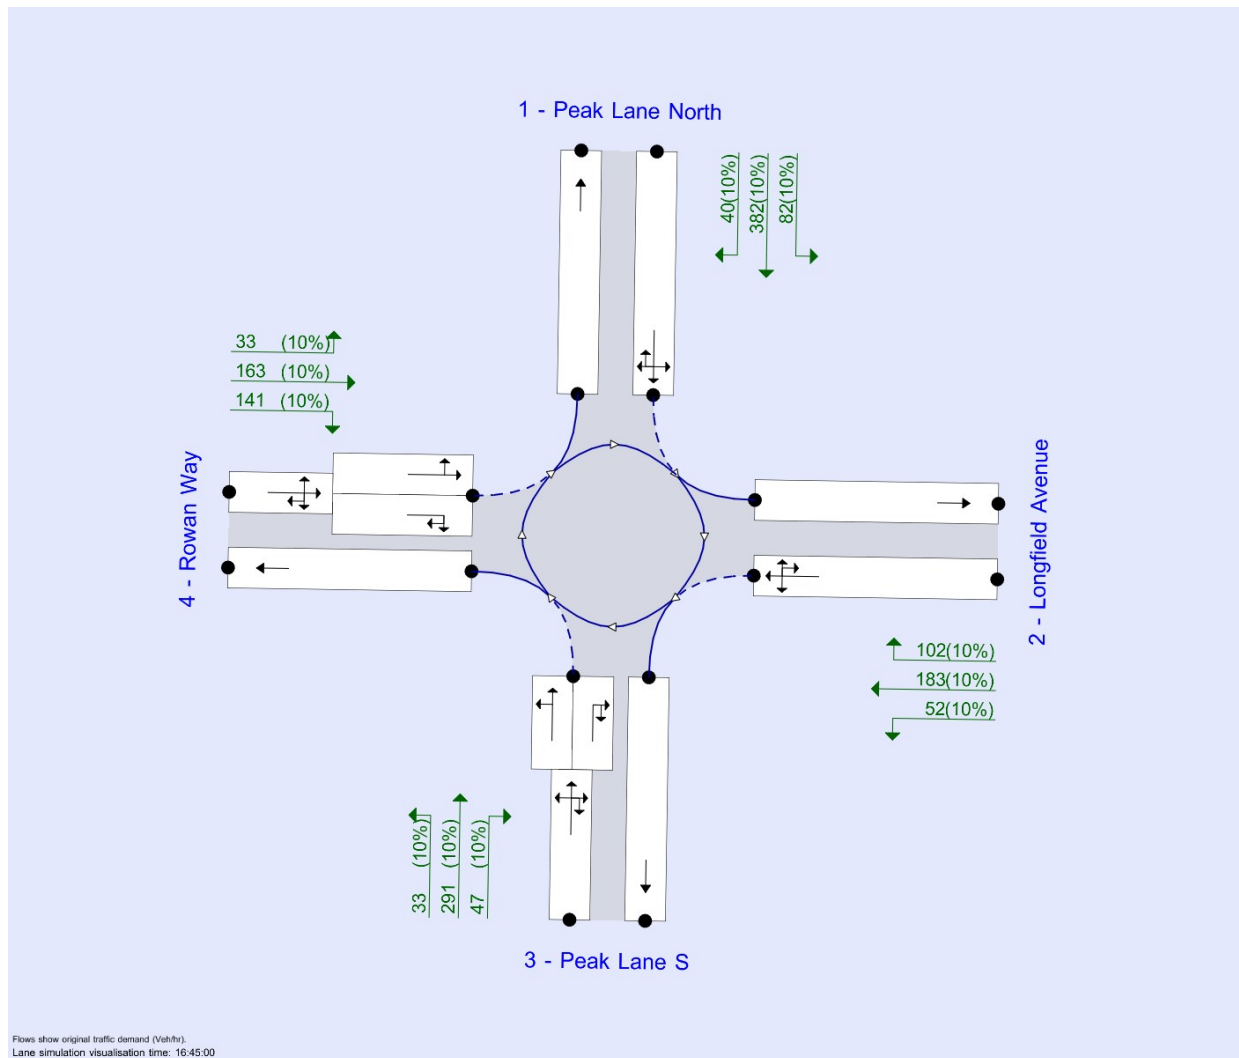 1 - Peak Lane North
40(10%)
382(10%)
82(10%)
33 (10%)
163 (10%)
141 (10%)
4 - Rowan Way
2 - Longfield Avenue
102(10%)
183(10%)
52(10%)
33 (10%)
291 (10%)
47 (10%)
3 - Peak Lane S
Flows show original traffic demand (Veh/hr).
Lane simulation visualisation time: 16:45:00